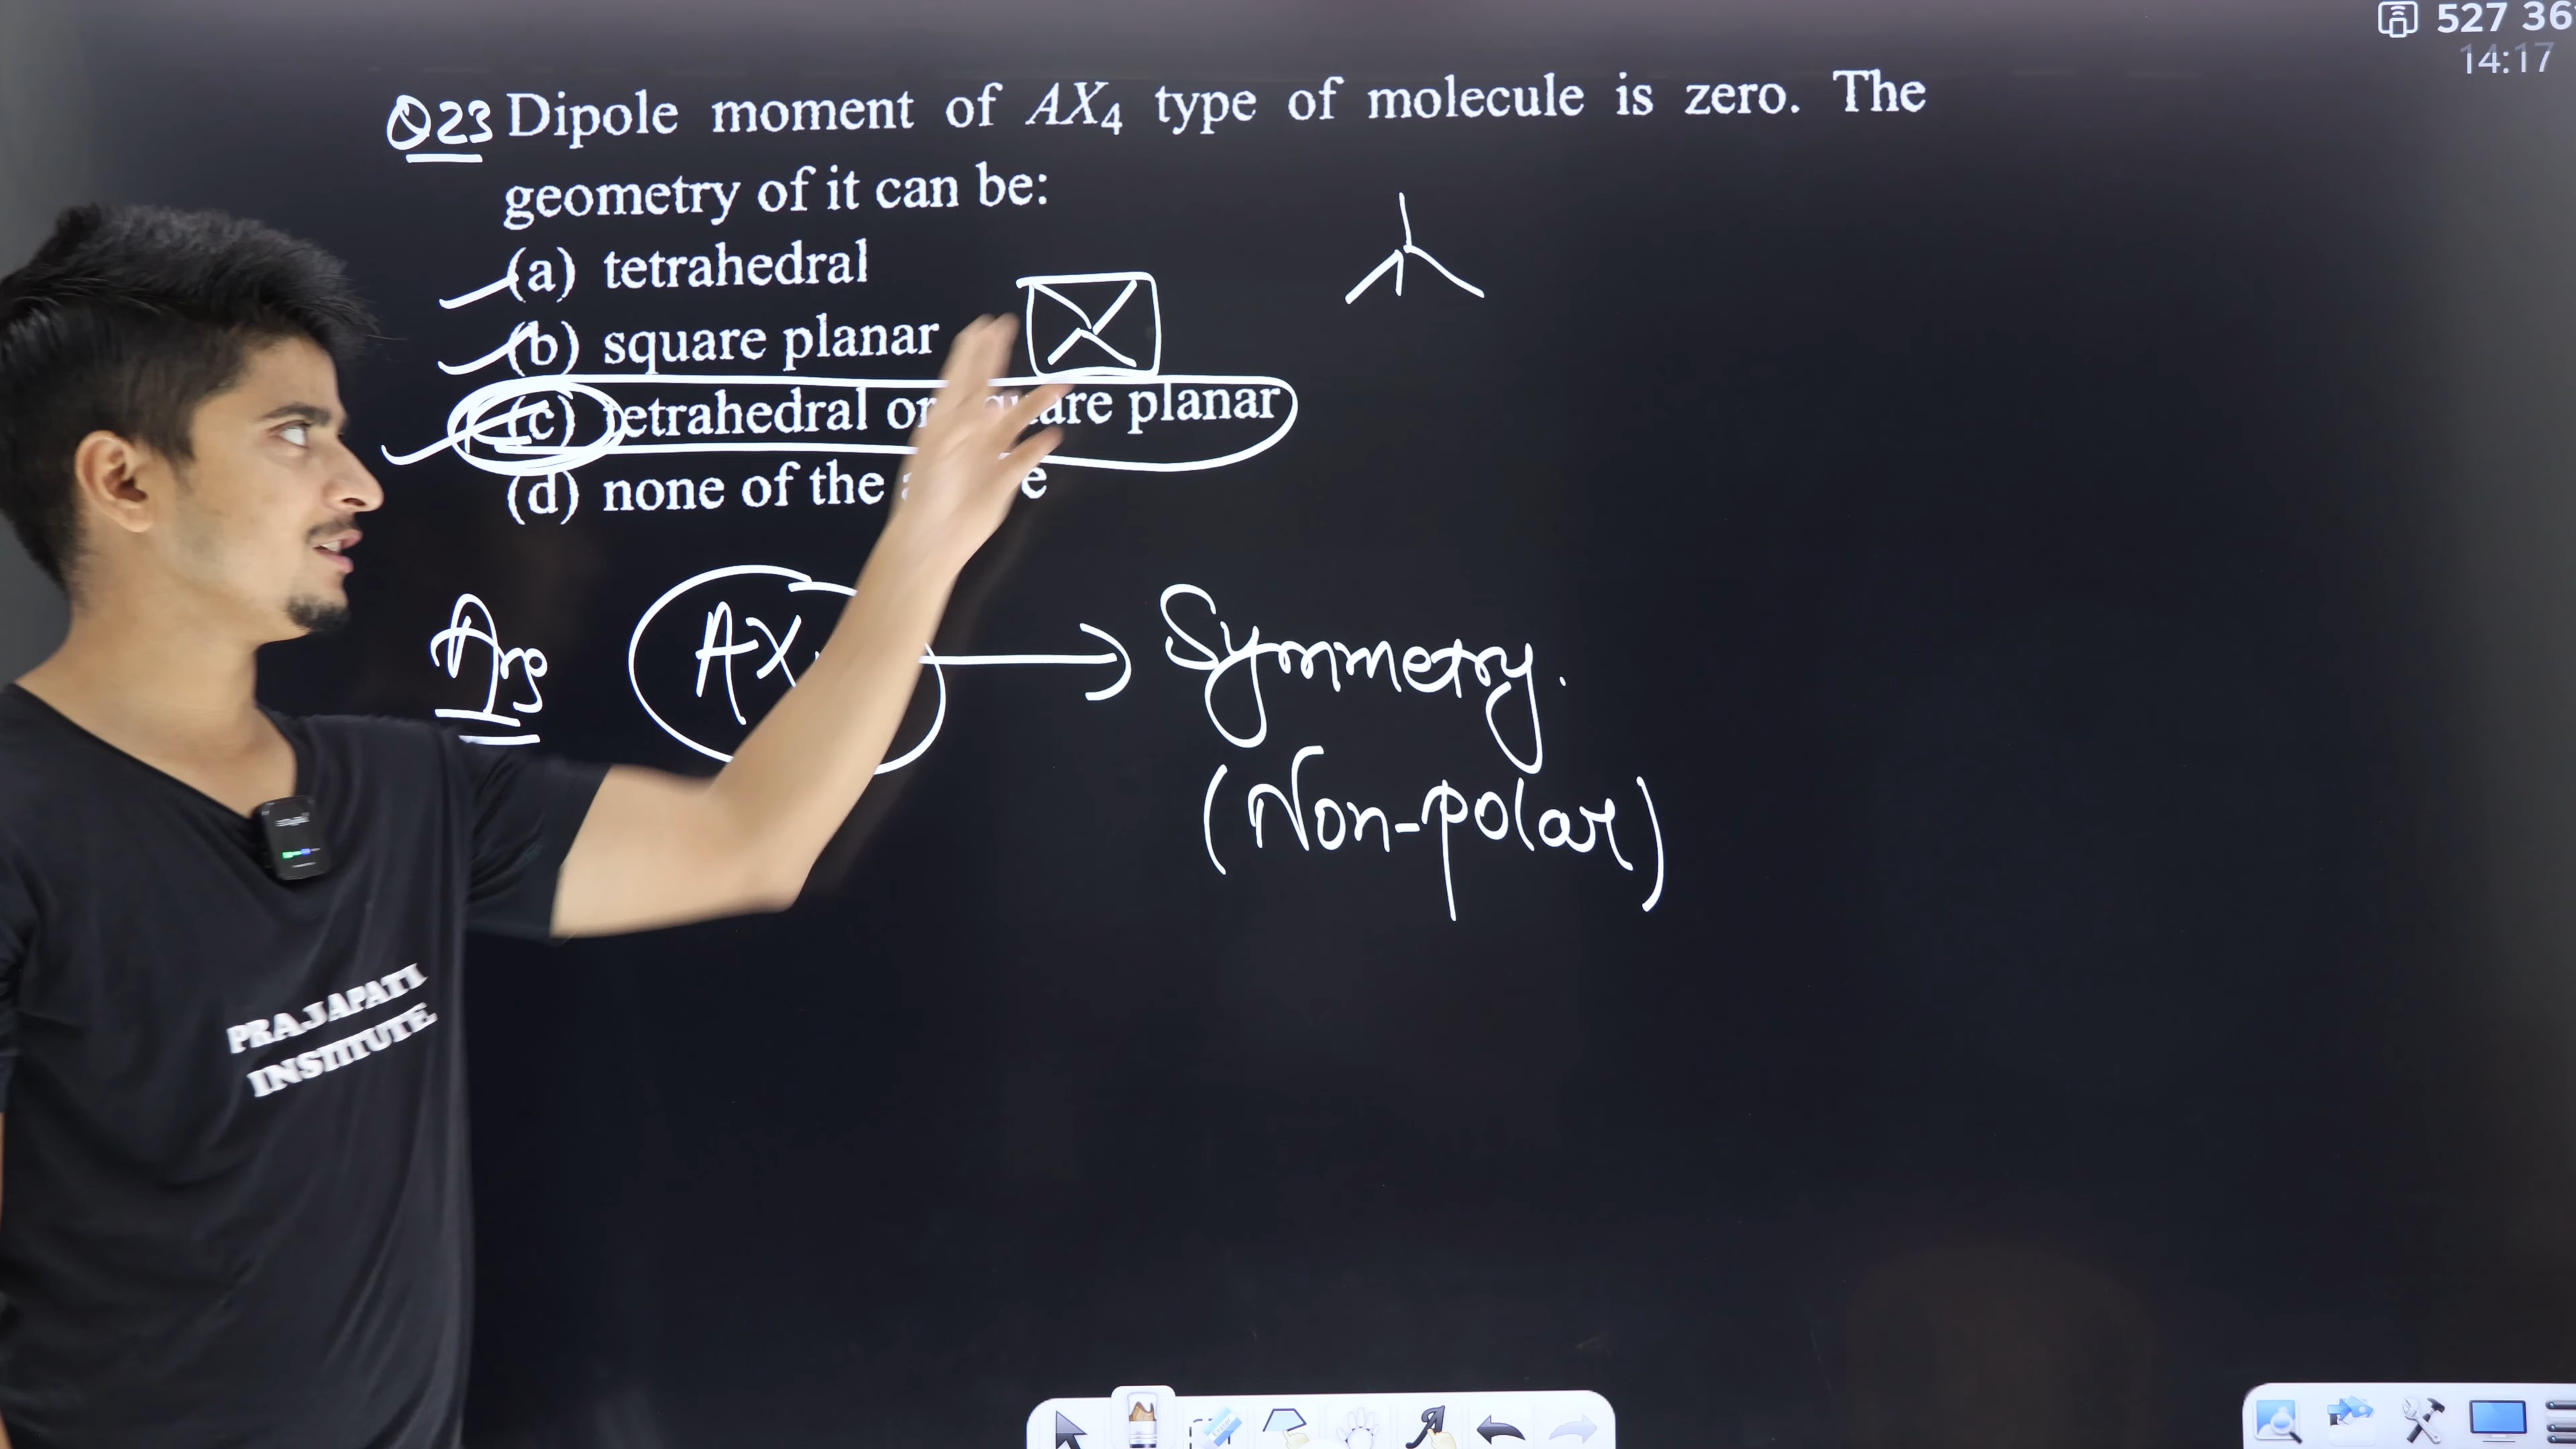 527 36
14:17
Q23 Dipole moment of AX4 type of molecule is zero. The
geometry of it can be:
(a) tetrahedral
(b) square planar
(c) tetrahedral or square planar
(d) none of the
Ans AX → Symmetry.
(Non-polar)
PRAJAPATI
INSTITUTE